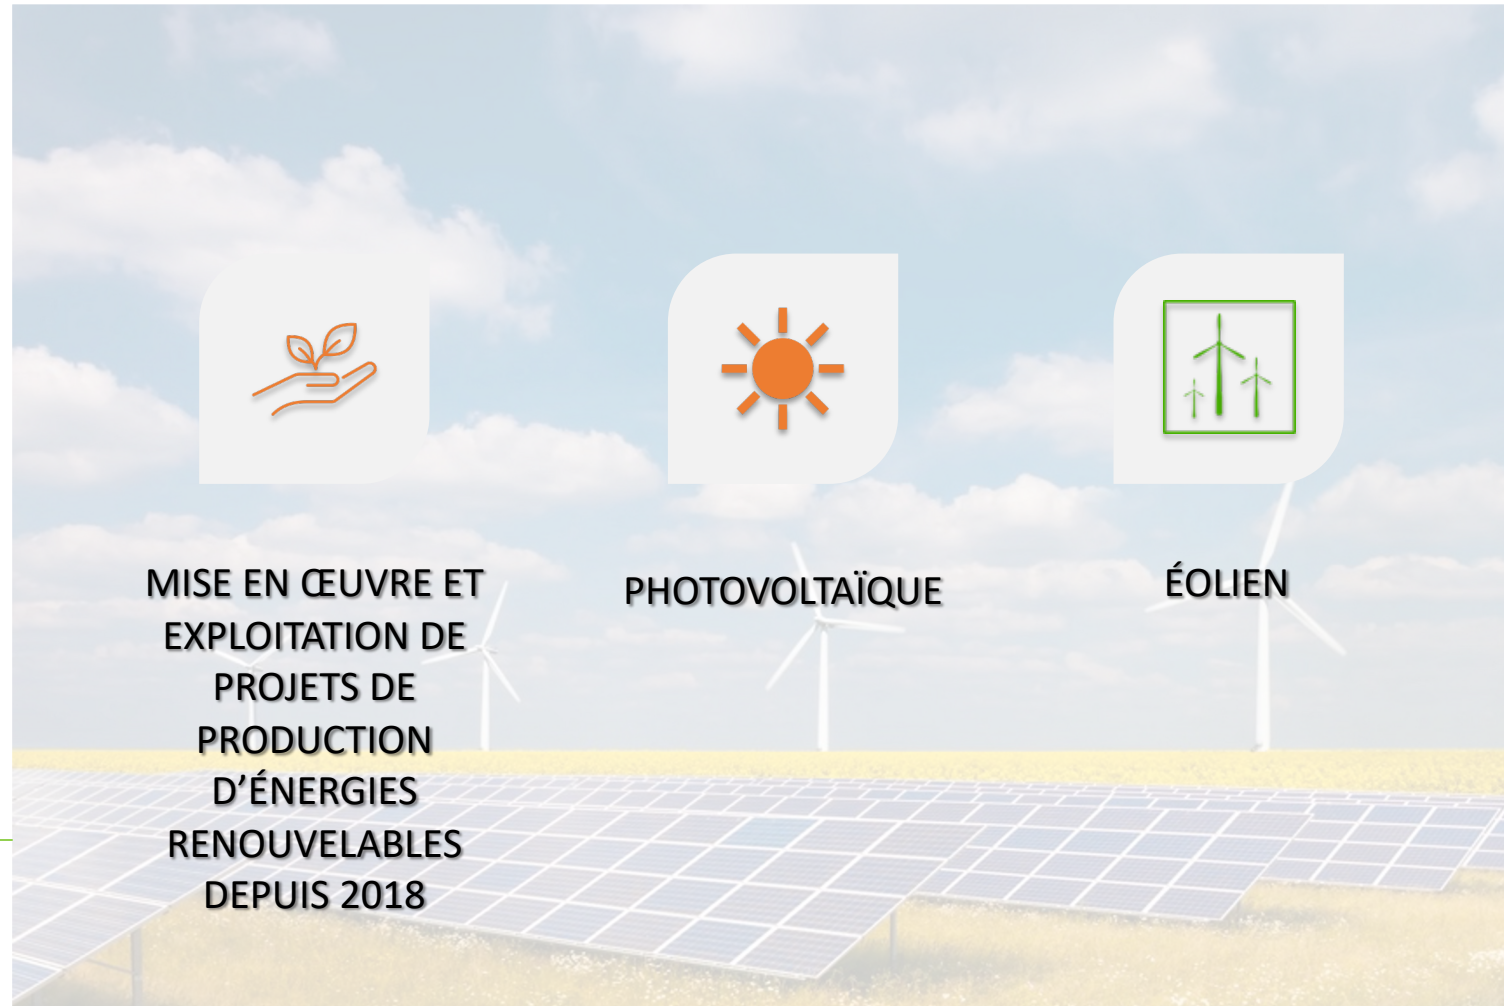 MISE EN ŒUVRE ET
EXPLOITATION DE
PROJETS DE
PRODUCTION
D’ÉNERGIES
RENOUVELABLES
DEPUIS 2018
PHOTOVOLTAÏQUE
ÉOLIEN